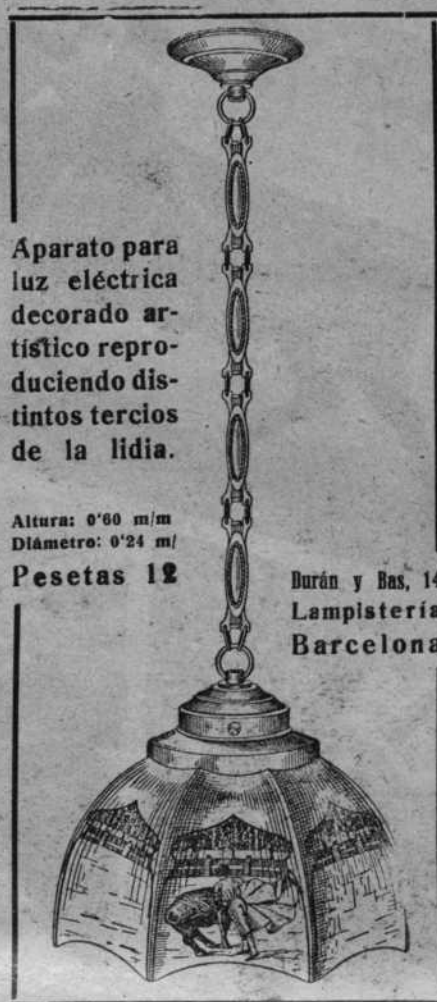 Aparato para
luz eléctrica
decorado ar-
tístico repro-
duciendo dis-
tintos tercios
de la lidia.
Altura: 0'60 m/m
Diámetro: 0'24 m/
Pesetas 12
Durán y Bas, 14
Lampistería
Barcelona